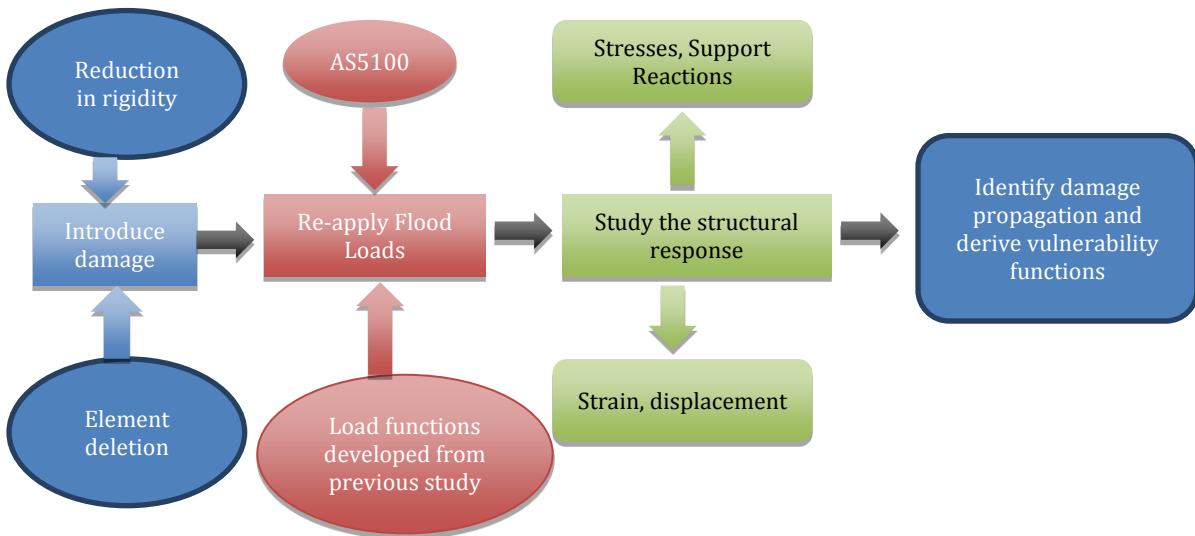 Reduction
in rigidity
AS5100
Stresses, Support
Reactions
Introduce
damage
Re-apply Flood
Loads
Study the structural
response
Identify damage
propagation and
derive vulnerability
functions
Element
deletion
Load functions
developed from
previous study
Strain, displacement